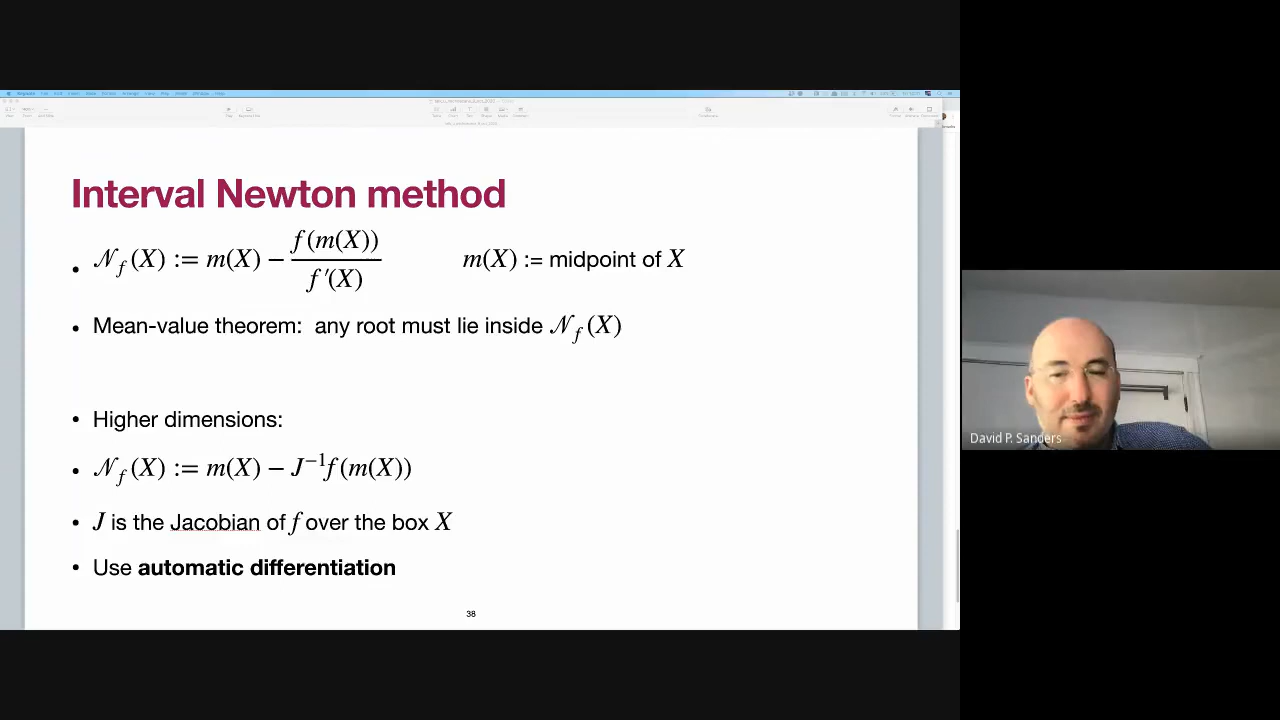 Interval Newton method
• 𝒩_f(X) := m(X) − f(m(X)) / f′(X)    m(X) := midpoint of X
• Mean-value theorem: any root must lie inside 𝒩_f(X)
• Higher dimensions:
• 𝒩_f(X) := m(X) − J⁻¹f(m(X))
• J is the Jacobian of f over the box X
• Use automatic differentiation
38
David P. Sanders